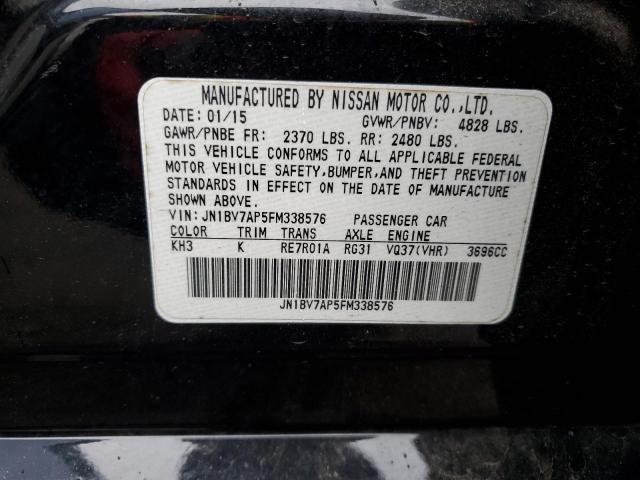 MANUFACTURED BY NISSAN MOTOR CO.,LTD.
DATE: 01/15 GVWR/PNBV: 4828 LBS.
GAWR/PNBE FR: 2370 LBS. RR: 2480 LBS.
THIS VEHICLE CONFORMS TO ALL APPLICABLE FEDERAL
MOTOR VEHICLE SAFETY,BUMPER,AND THEFT PREVENTION
STANDARDS IN EFFECT ON THE DATE OF MANUFACTURE
SHOWN ABOVE.
VIN:JN1BV7AP5FM338576 PASSENGER CAR
COLOR TRIM TRANS AXLE ENGINE
KH3 K RE7R01A RG31 VQ37(VHR) 3696CC
JN1BV7AP5FM338576